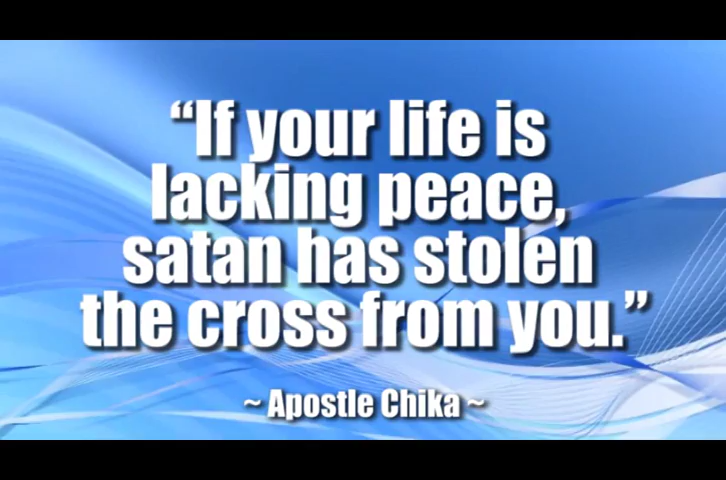 “If your life is
lacking peace,
satan has stolen
the cross from you.”
~ Apostle Chika ~